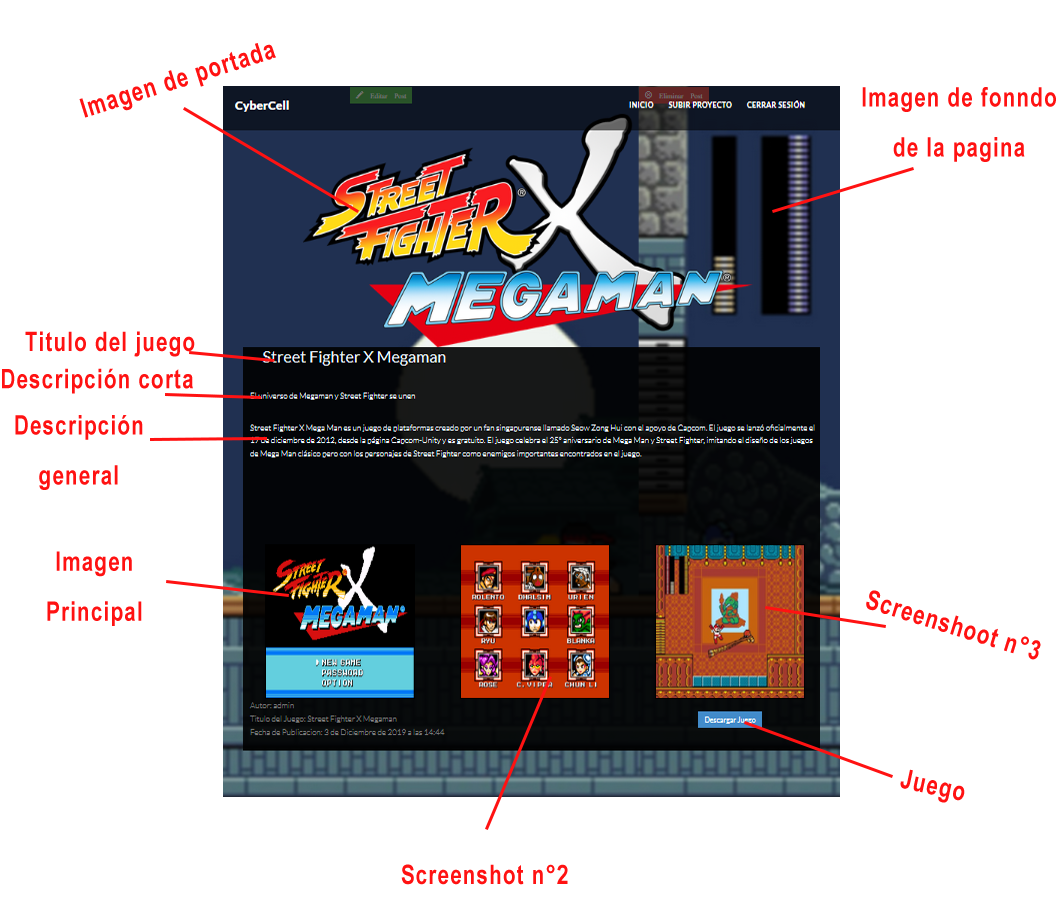 Imagen de portada
Editar Post
Eliminar Post
CyberCell
INICIO SUBIR PROYECTO CERRAR SESIÓN
Imagen de fonndo
de la pagina
STREET
FIGHTER® X
MEGAMAN®
Titulo del juego
Street Fighter X Megaman
Descripción corta
El universo de Megaman y Street Fighter se unen
Descripción
general
Street Fighter X Mega Man es un juego de plataformas creado por un fan singapurense llamado Seow Zong Hui con el apoyo de Capcom. El juego se lanzó oficialmente el
17 de diciembre de 2012, desde la página Capcom-Unity y es gratuito. El juego celebra el 25° aniversario de Mega Man y Street Fighter, imitando el diseño de los juegos
de Mega Man clásico pero con los personajes de Street Fighter como enemigos importantes encontrados en el juego.
Imagen
Principal
STREET
FIGHTER X
MEGAMAN
NEW GAME
PASSWORD
OPTION
ROLENTO DHALSIM URIEN
RYU BLANKA
ROSE C.VIPER CHUN LI
Screenshoot n°3
Autor: admin
Titulo del Juego: Street Fighter X Megaman
Fecha de Publicacion: 3 de Diciembre de 2019 a las 14:44
Descargar Juego
Juego
Screenshot n°2